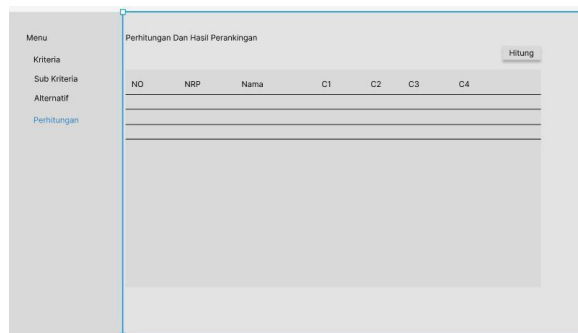 Menu
Kriteria
Sub Kriteria
Alternatif
Perhitungan
Perhitungan Dan Hasil Perankingan
Hitung
NO NRP Nama C1 C2 C3 C4